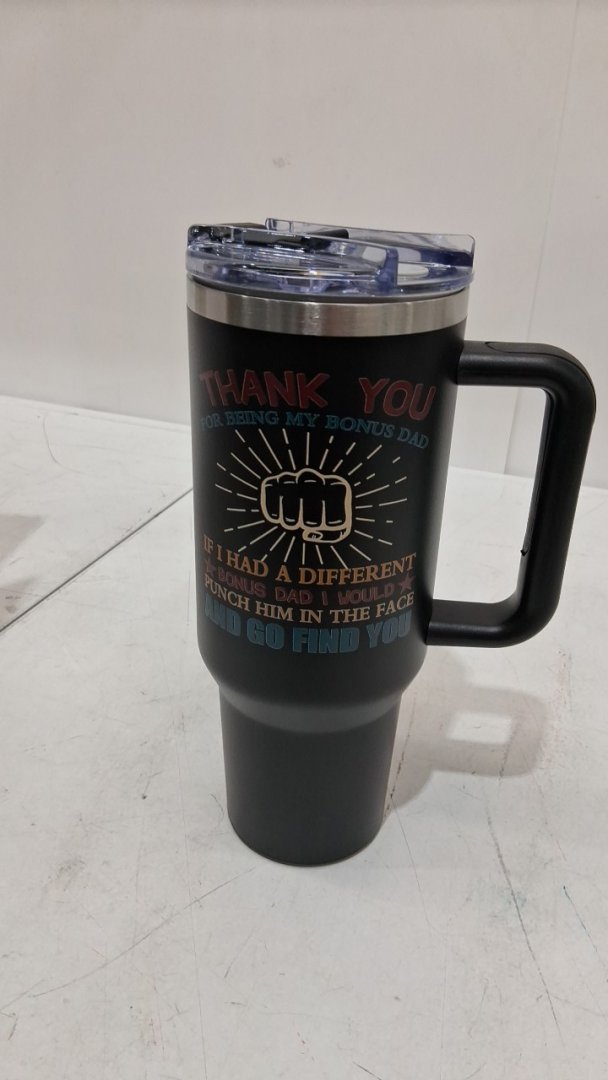 THANK YOU
FOR BEING MY BONUS DAD
IF I HAD A DIFFERENT
BONUS DAD I WOULD
PUNCH HIM IN THE FACE
AND GO FIND YOU